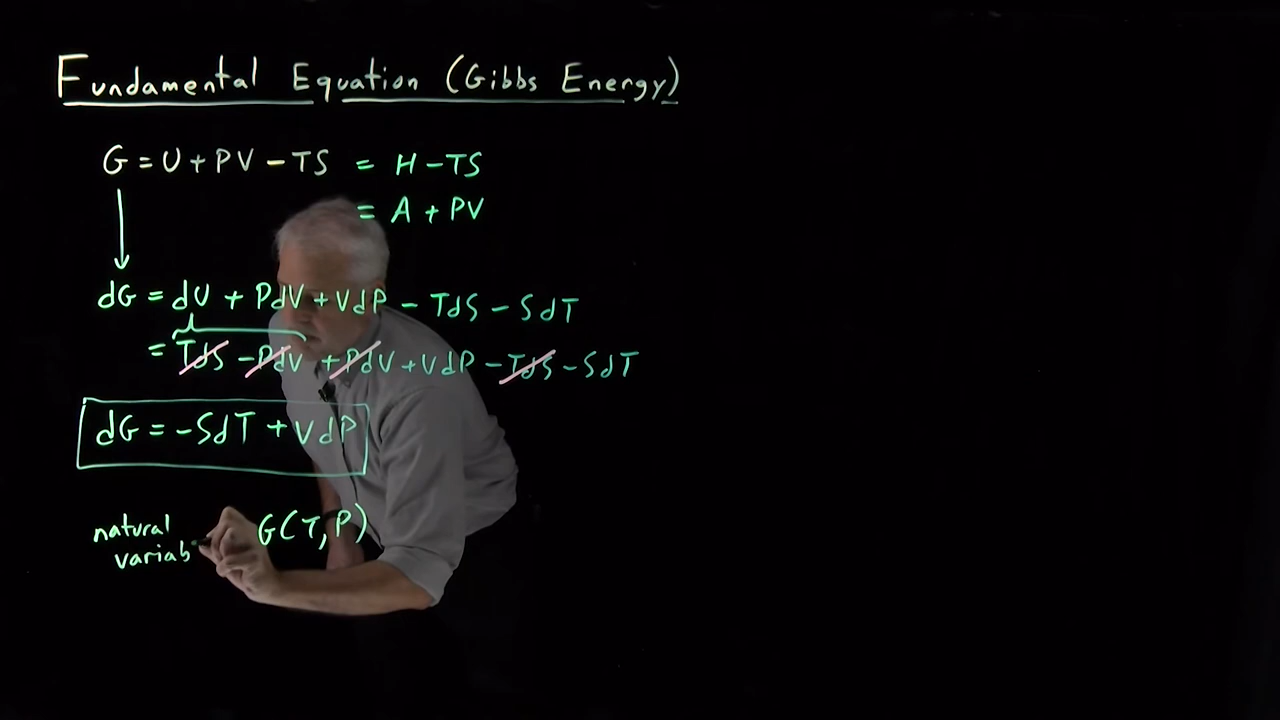 Fundamental Equation (Gibbs Energy)
G = U + PV - TS = H - TS
= A + PV
dG = dU + PdV + VdP - TdS - SdT
= TdS - PdV + PdV + VdP - TdS - SdT
dG = -SdT + VdP
natural G(T,P)
variab